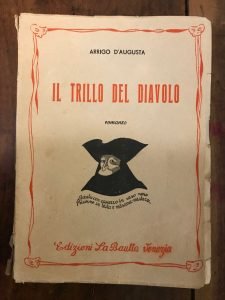 ARRIGO D'AUGUSTA
IL TRILLO DEL DIAVOLO
romanzo
Edizioni La Bautta Venezia